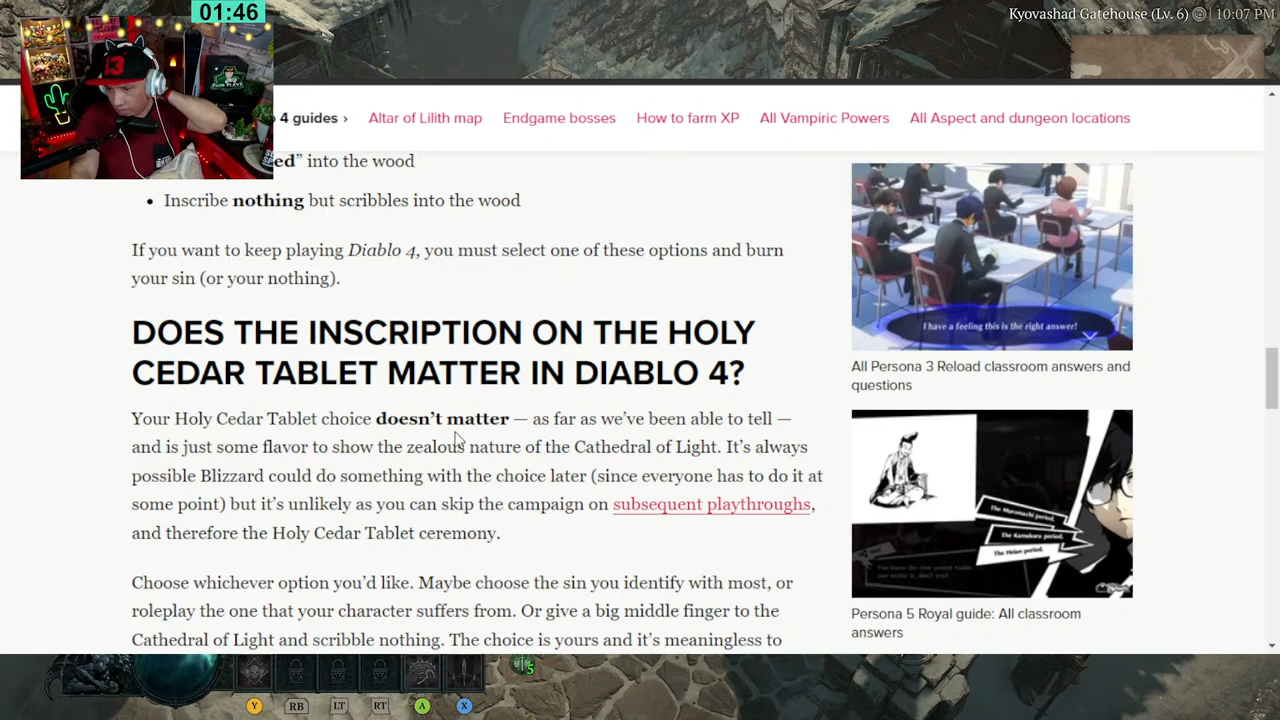 01:46
Kyovashad Gatehouse (Lv. 6) | 10:07 PM
13
4 guides › Altar of Lilith map Endgame bosses How to farm XP All Vampiric Powers All Aspect and dungeon locations
ed” into the wood
• Inscribe nothing but scribbles into the wood
If you want to keep playing Diablo 4, you must select one of these options and burn
your sin (or your nothing).
DOES THE INSCRIPTION ON THE HOLY
CEDAR TABLET MATTER IN DIABLO 4?
Your Holy Cedar Tablet choice doesn’t matter — as far as we’ve been able to tell —
and is just some flavor to show the zealous nature of the Cathedral of Light. It’s always
possible Blizzard could do something with the choice later (since everyone has to do it at
some point) but it’s unlikely as you can skip the campaign on subsequent playthroughs,
and therefore the Holy Cedar Tablet ceremony.
Choose whichever option you’d like. Maybe choose the sin you identify with most, or
roleplay the one that your character suffers from. Or give a big middle finger to the
Cathedral of Light and scribble nothing. The choice is yours and it’s meaningless to
I have a feeling this is the right answer!
All Persona 3 Reload classroom answers and
questions
The Muromachi period.
The Kamakura period.
The Heian period.
Persona 5 Royal guide: All classroom
answers
5
Y RB LT RT A X